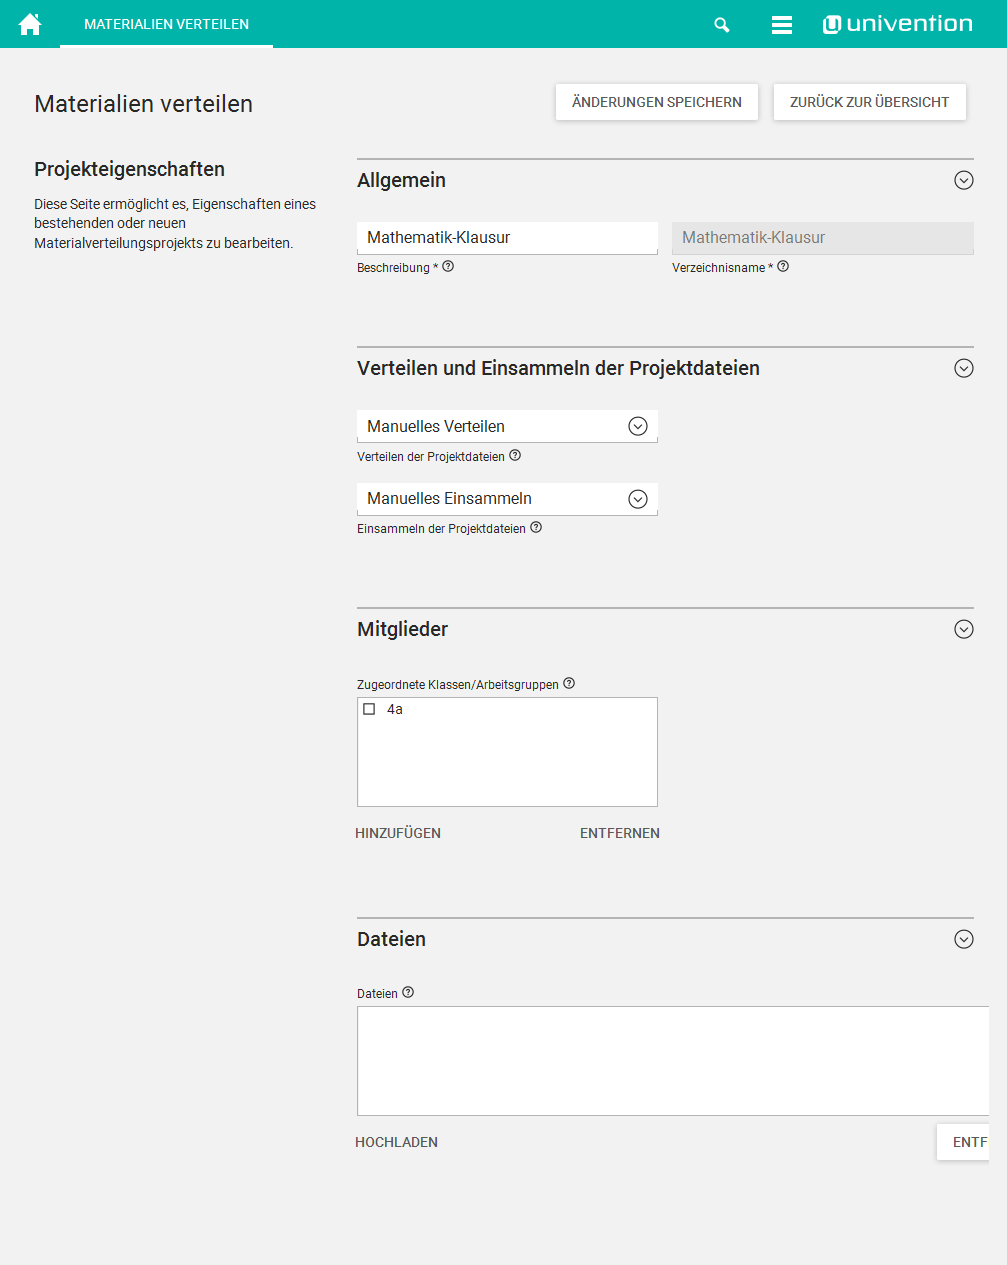 MATERIALIEN VERTEILEN
univention
Materialien verteilen
ÄNDERUNGEN SPEICHERN
ZURÜCK ZUR ÜBERSICHT
Projekteigenschaften
Diese Seite ermöglicht es, Eigenschaften eines
bestehenden oder neuen
Materialverteilungsprojekts zu bearbeiten.
Allgemein
Mathematik-Klausur
Mathematik-Klausur
Beschreibung *
Verzeichnisname *
Verteilen und Einsammeln der Projektdateien
Manuelles Verteilen
Verteilen der Projektdateien
Manuelles Einsammeln
Einsammeln der Projektdateien
Mitglieder
Zugeordnete Klassen/Arbeitsgruppen
4a
HINZUFÜGEN
ENTFERNEN
Dateien
Dateien
HOCHLADEN
ENTF